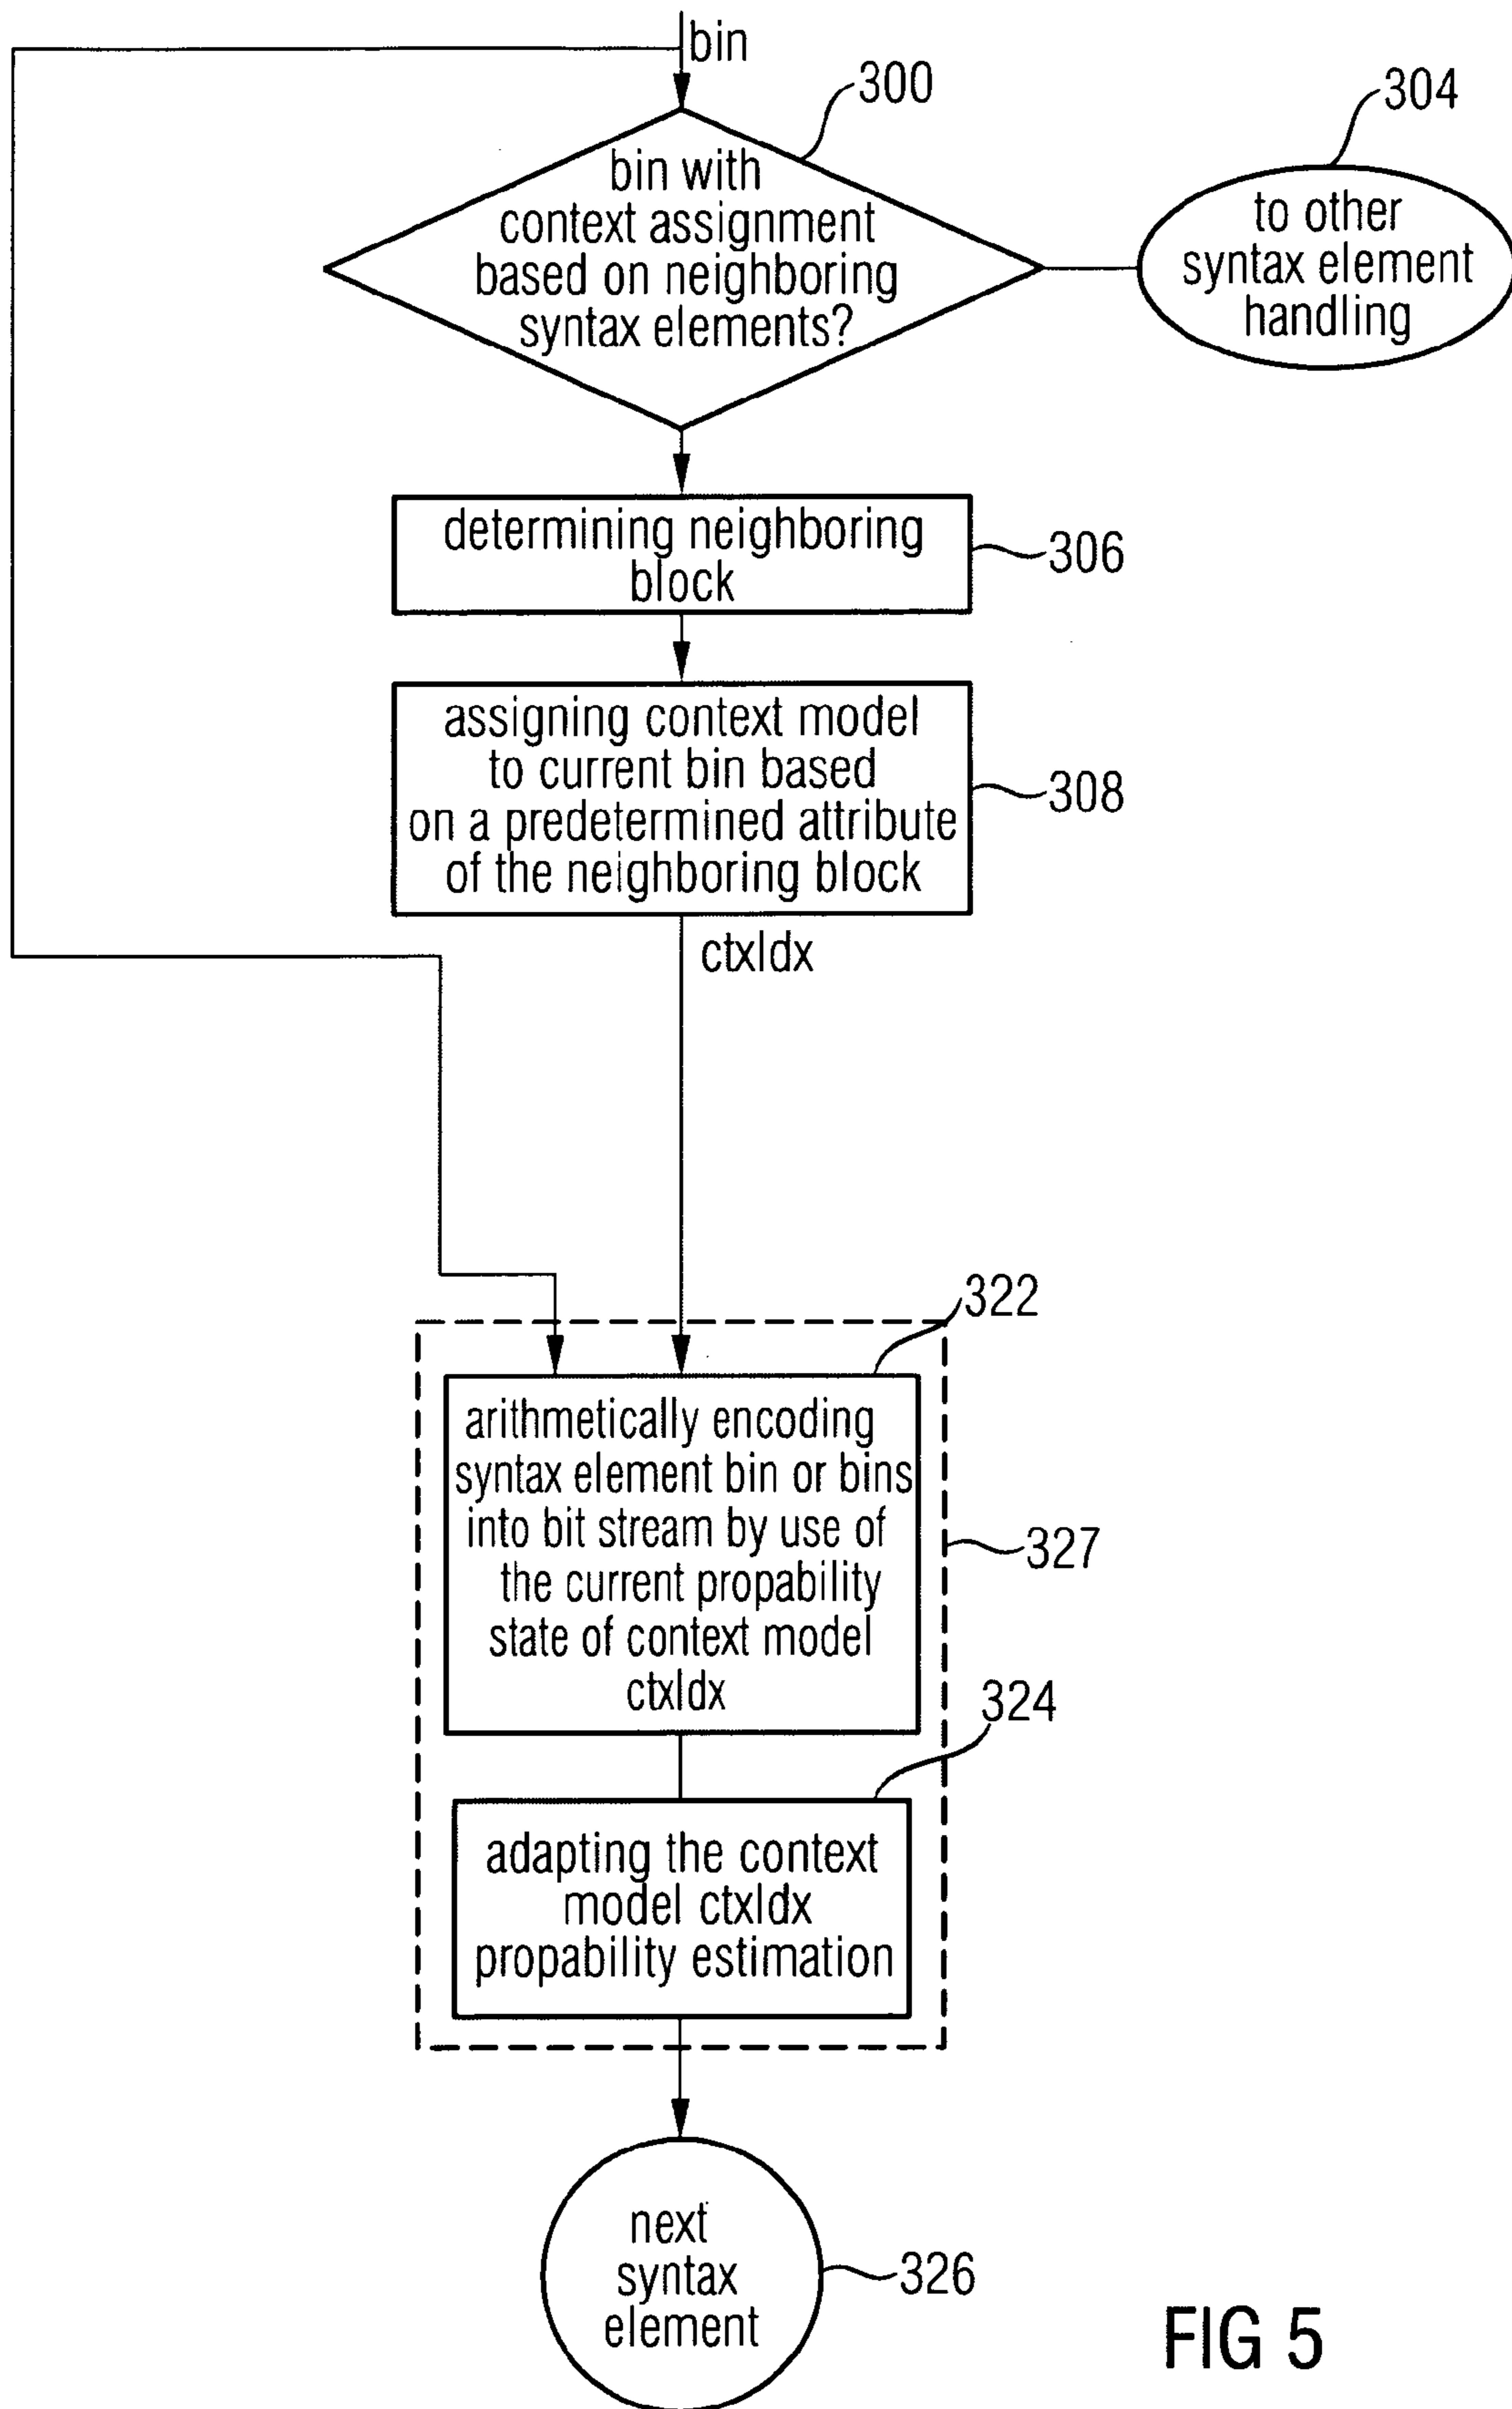 bin
300
304
bin with
context assignment
based on neighboring
syntax elements?
to other
syntax element
handling
determining neighboring
block
306
assigning context model
to current bin based
on a predetermined attribute
of the neighboring block
308
ctxIdx
322
arithmetically encoding
syntax element bin or bins
into bit stream by use of
the current propability
state of context model
ctxIdx
327
324
adapting the context
model ctxIdx
propability estimation
next
syntax
element
326
FIG 5